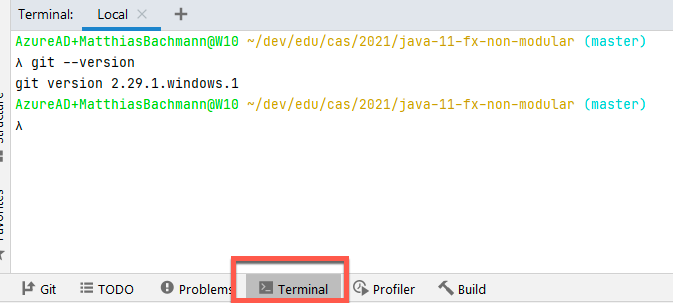 Terminal: Local
AzureAD+MatthiasBachmann@W10 ~/dev/edu/cas/2021/java-11-fx-non-modular (master)
λ git --version
git version 2.29.1.windows.1
AzureAD+MatthiasBachmann@W10 ~/dev/edu/cas/2021/java-11-fx-non-modular (master)
λ
Structure
Favorites
Git TODO Problems Terminal Profiler Build